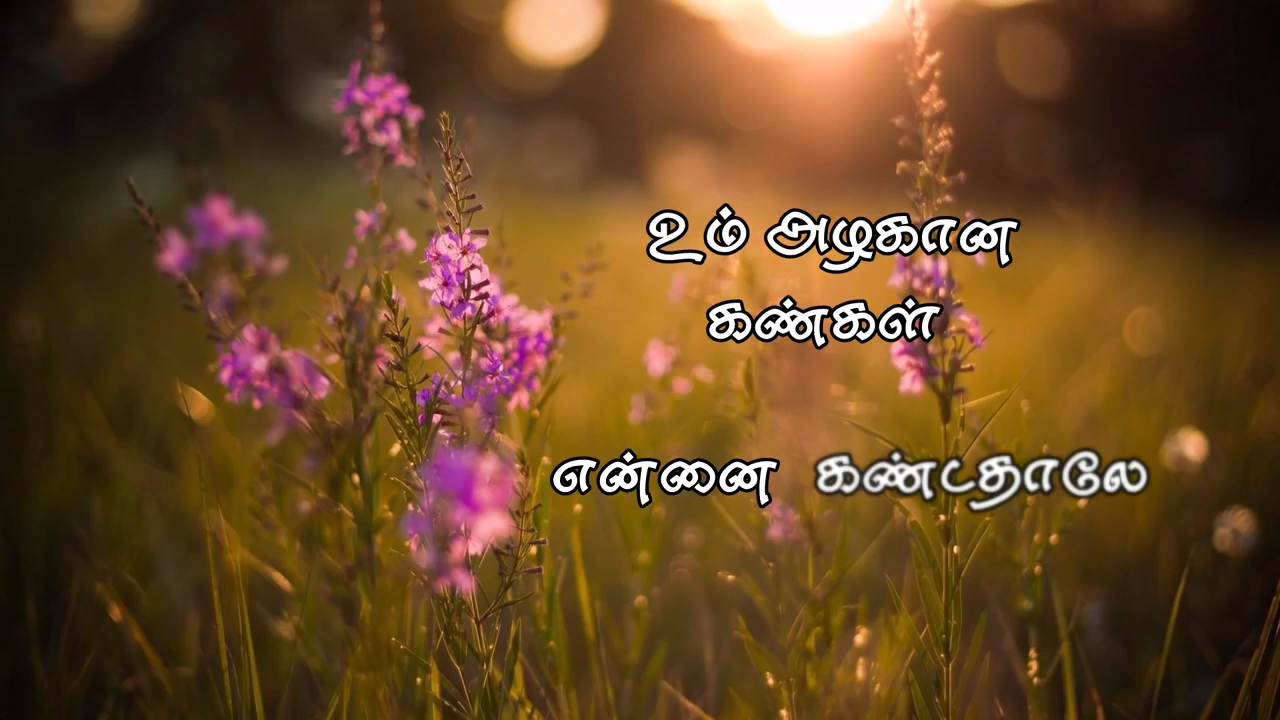 உம் அழகான
கண்கள்
என்னை கண்டதாலே